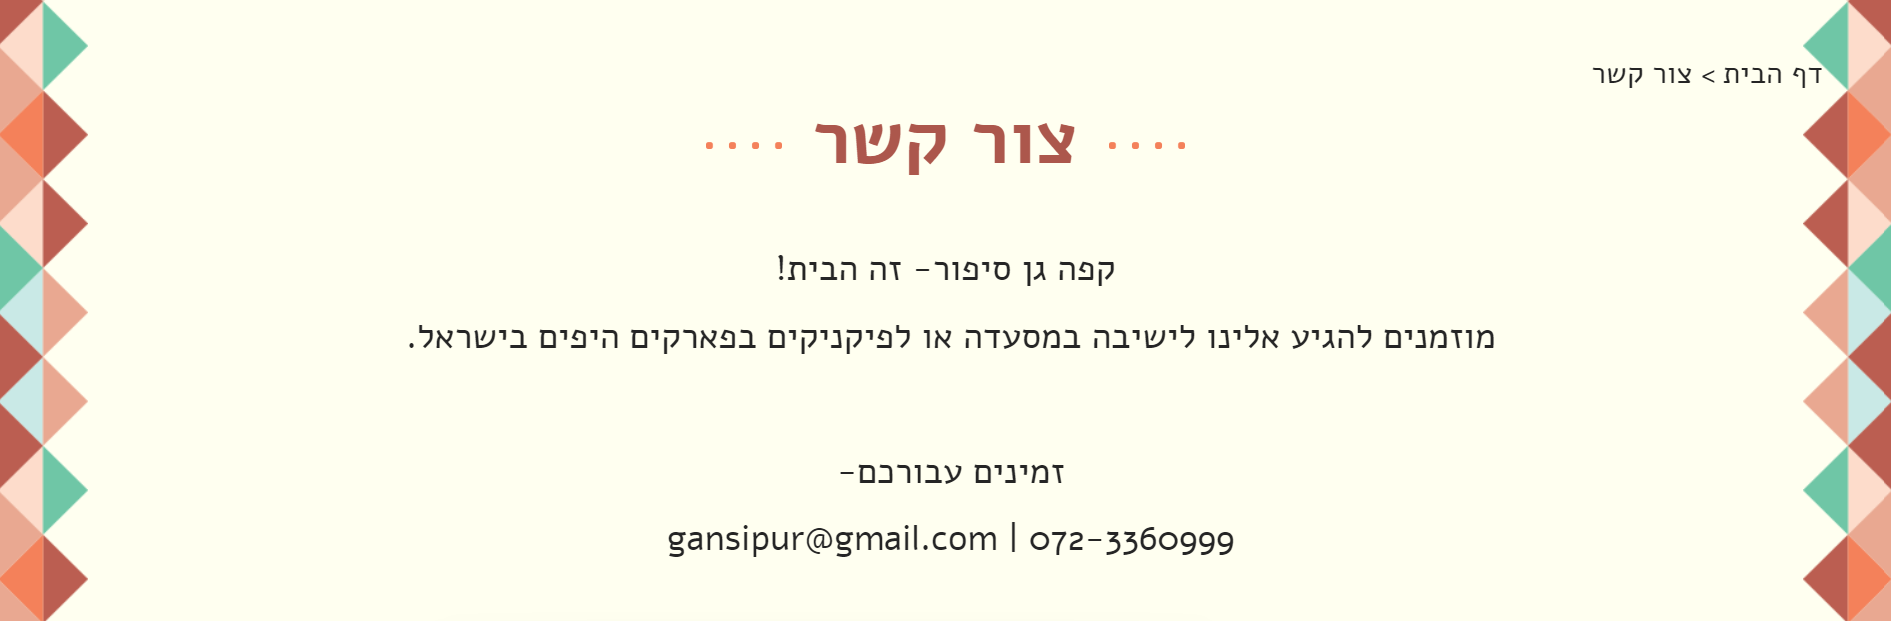 דף הבית > צור קשר
צור קשר
קפה גן סיפור- זה הבית!
מוזמנים להגיע אלינו לישיבה במסעדה או לפיקניקים בפארקים היפים בישראל.
זמינים עבורכם-
072-3360999 | gansipur@gmail.com